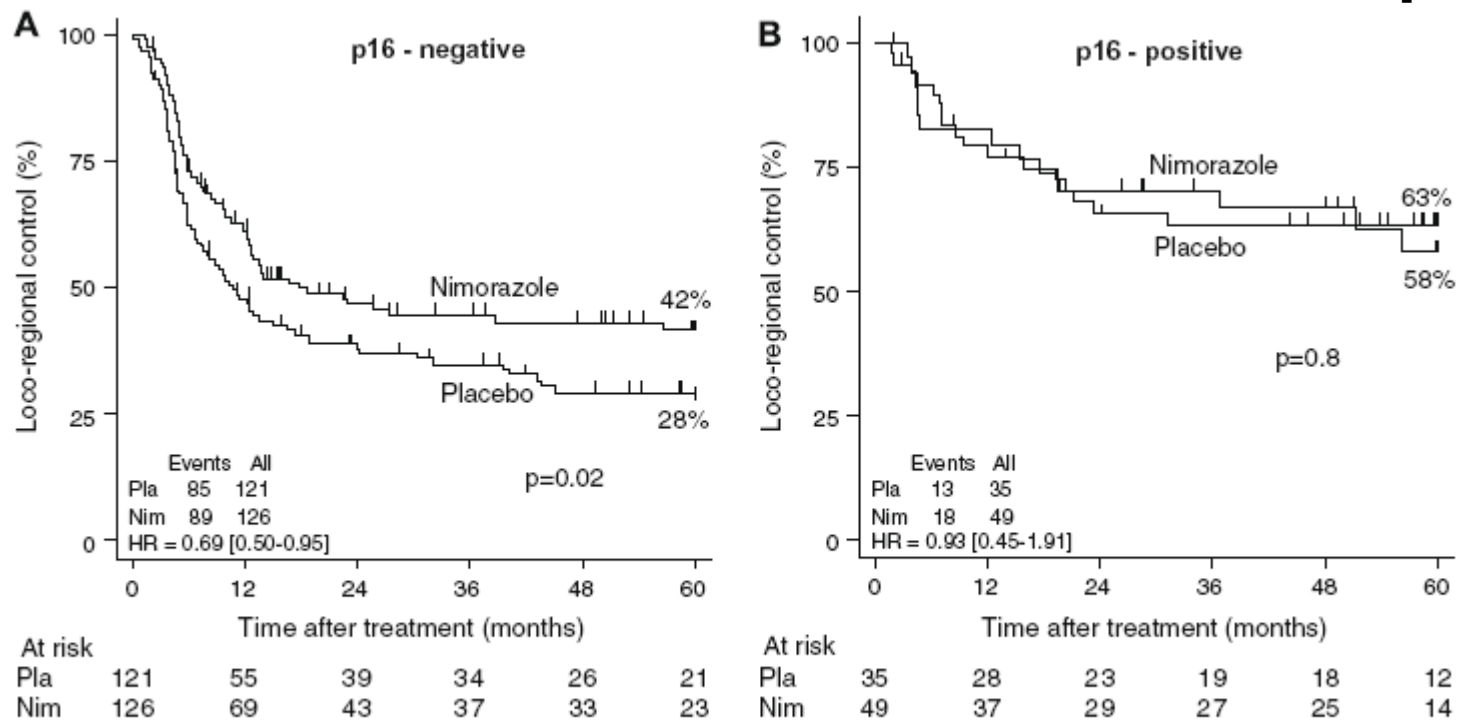 A
p16 - negative
Loco-regional control (%)
100
75
50
25
0
Nimorazole
42%
Placebo
28%
p=0.02
Events All
Pla 85 121
Nim 89 126
HR = 0.69 [0.50-0.95]
0 12 24 36 48 60
Time after treatment (months)
At risk
Pla 121 55 39 34 26 21
Nim 126 69 43 37 33 23
B
p16 - positive
Loco-regional control (%)
100
75
50
25
0
Nimorazole
63%
Placebo
58%
p=0.8
Events All
Pla 13 35
Nim 18 49
HR = 0.93 [0.45-1.91]
0 12 24 36 48 60
Time after treatment (months)
At risk
Pla 35 28 23 19 18 12
Nim 49 37 29 27 25 14